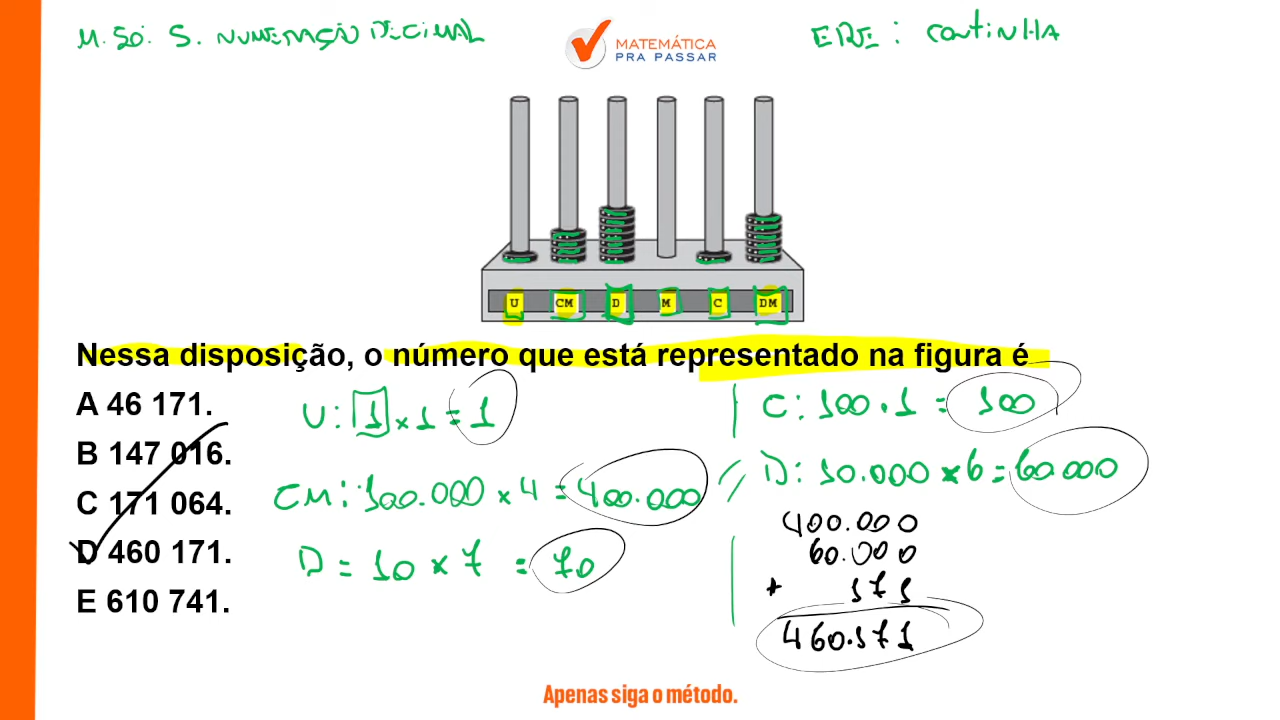 M. SÓ: S. NUMERAÇÃO DECIMAL
MATEMÁTICA
PRA PASSAR
ERE: CONTINHA
U CM D M C DM
Nessa disposição, o número que está representado na figura é
A 46 171.
B 147 016.
C 171 064.
D 460 171.
E 610 741.
U: 1 × 1 = 1
CM: 100.000 × 4 = 400.000
D = 10 × 7 = 70
C: 100 . 1 = 100
D: 10.000 × 6 = 60.000
400.000
60.000
+ 171
460.171
Apenas siga o método.